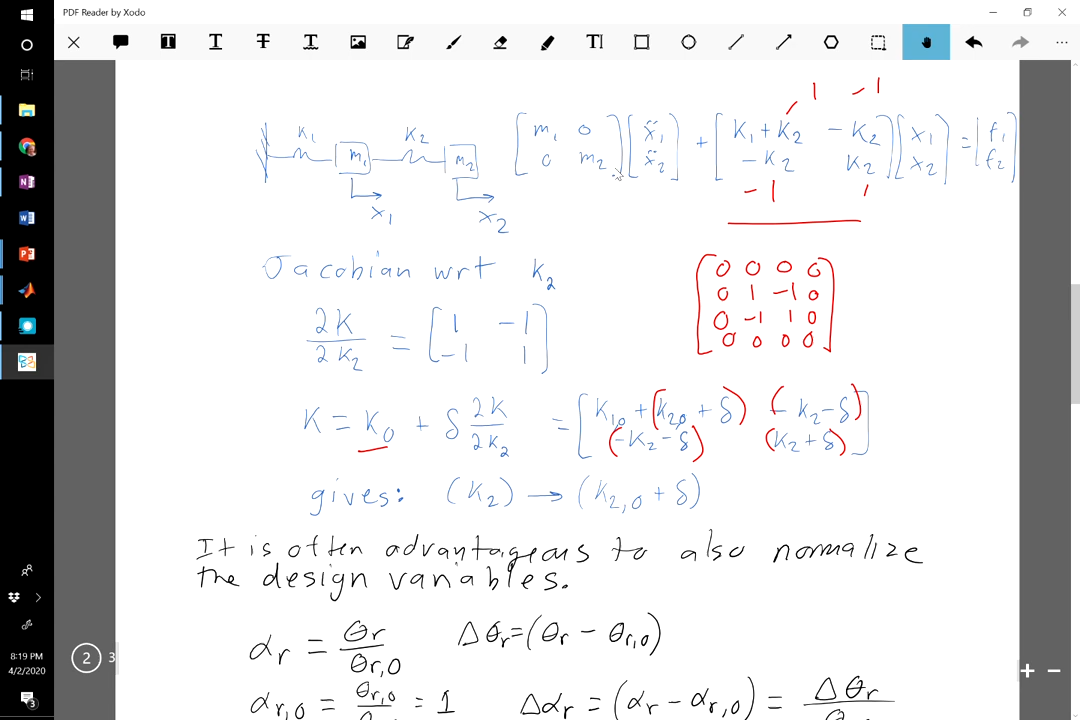 PDF Reader by Xodo
1 -1
K1 K2 [m1 0; 0 m2] [ẍ1; ẍ2] + [K1 + K2 -K2; -K2 K2] [x1; x2] = [f1; f2]
m1 m2
-1 1
x1 x2
Jacobian wrt k2
∂K/∂k2 = [1 -1; -1 1]
[0 0 0 0; 0 1 -1 0; 0 -1 1 0; 0 0 0 0]
K = K0 + δ ∂K/∂k2 = [K1,0 + (K2,0 + δ) (-K2-δ); (-K2-δ) (K2+δ)]
gives: (K2) → (K2,0 + δ)
It is often advantageous to also normalize
the design variables.
αr = θr/θr,0 Δθr = (θr - θr,0)
αr,0 = θr,0/θr,0 = 1 Δαr = (αr - αr,0) = Δθr
2 3
8:19 PM
4/2/2020
3